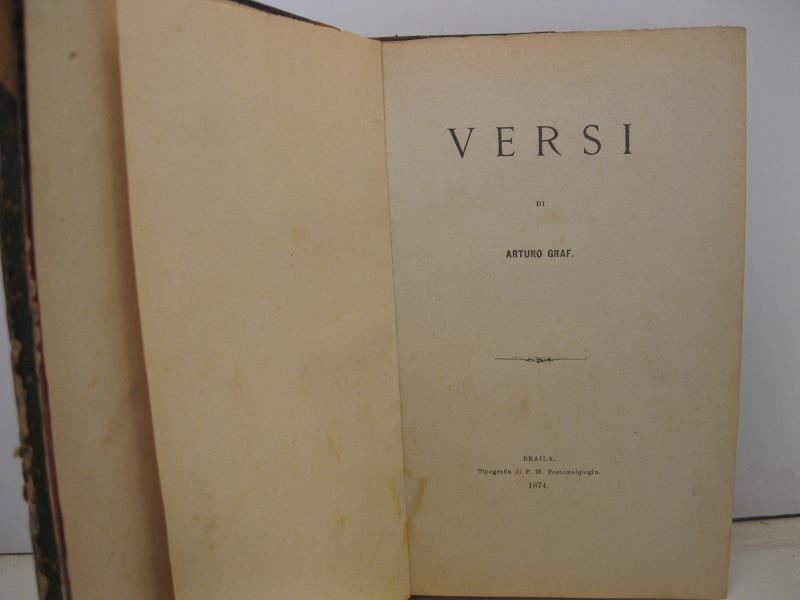 VERSI
DI
ARTURO GRAF.
BRAILA.
Tipografia di P. M. Pestemalgioglu.
1874.